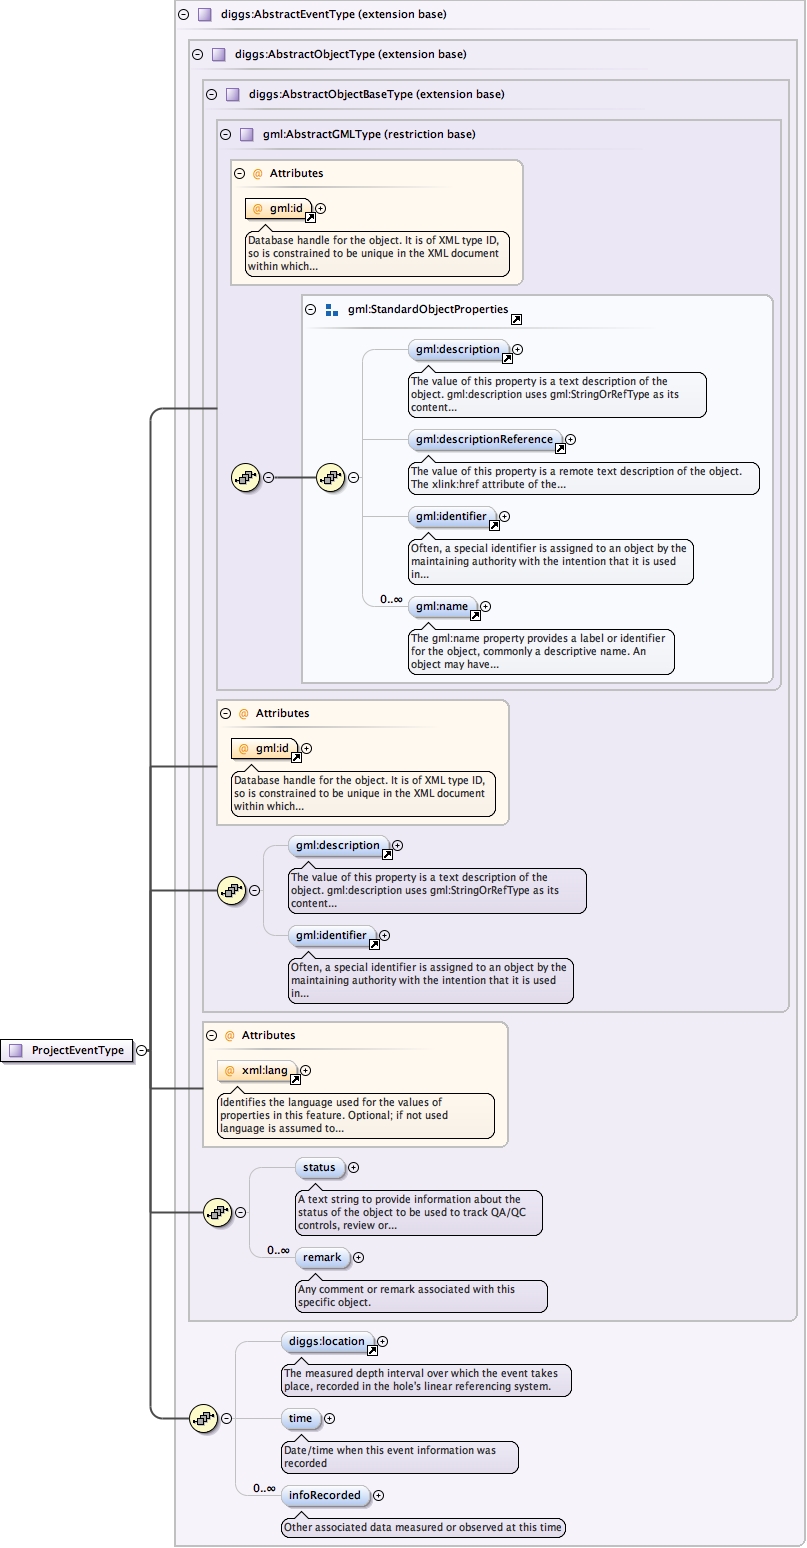 diggs:AbstractEventType (extension base)
diggs:AbstractObjectType (extension base)
diggs:AbstractObjectBaseType (extension base)
gml:AbstractGMLType (restriction base)
@ Attributes
@ gml:id
Database handle for the object. It is of XML type ID,
so is constrained to be unique in the XML document
within which...
gml:StandardObjectProperties
gml:description
The value of this property is a text description of the
object. gml:description uses gml:StringOrRefType as its
content...
gml:descriptionReference
The value of this property is a remote text description of the object.
The xlink:href attribute of the...
gml:identifier
Often, a special identifier is assigned to an object by the
maintaining authority with the intention that it is used
in...
0..∞
gml:name
The gml:name property provides a label or identifier
for the object, commonly a descriptive name. An
object may have...
@ Attributes
@ gml:id
Database handle for the object. It is of XML type ID,
so is constrained to be unique in the XML document
within which...
gml:description
The value of this property is a text description of the
object. gml:description uses gml:StringOrRefType as its
content...
gml:identifier
Often, a special identifier is assigned to an object by the
maintaining authority with the intention that it is used
in...
ProjectEventType
@ Attributes
@ xml:lang
Identifies the language used for the values of
properties in this feature. Optional; if not used
language is assumed to...
status
A text string to provide information about the
status of the object to be used to track QA/QC
controls, review or...
0..∞
remark
Any comment or remark associated with this
specific object.
diggs:location
The measured depth interval over which the event takes
place, recorded in the hole's linear referencing system.
time
Date/time when this event information was
recorded
0..∞
infoRecorded
Other associated data measured or observed at this time